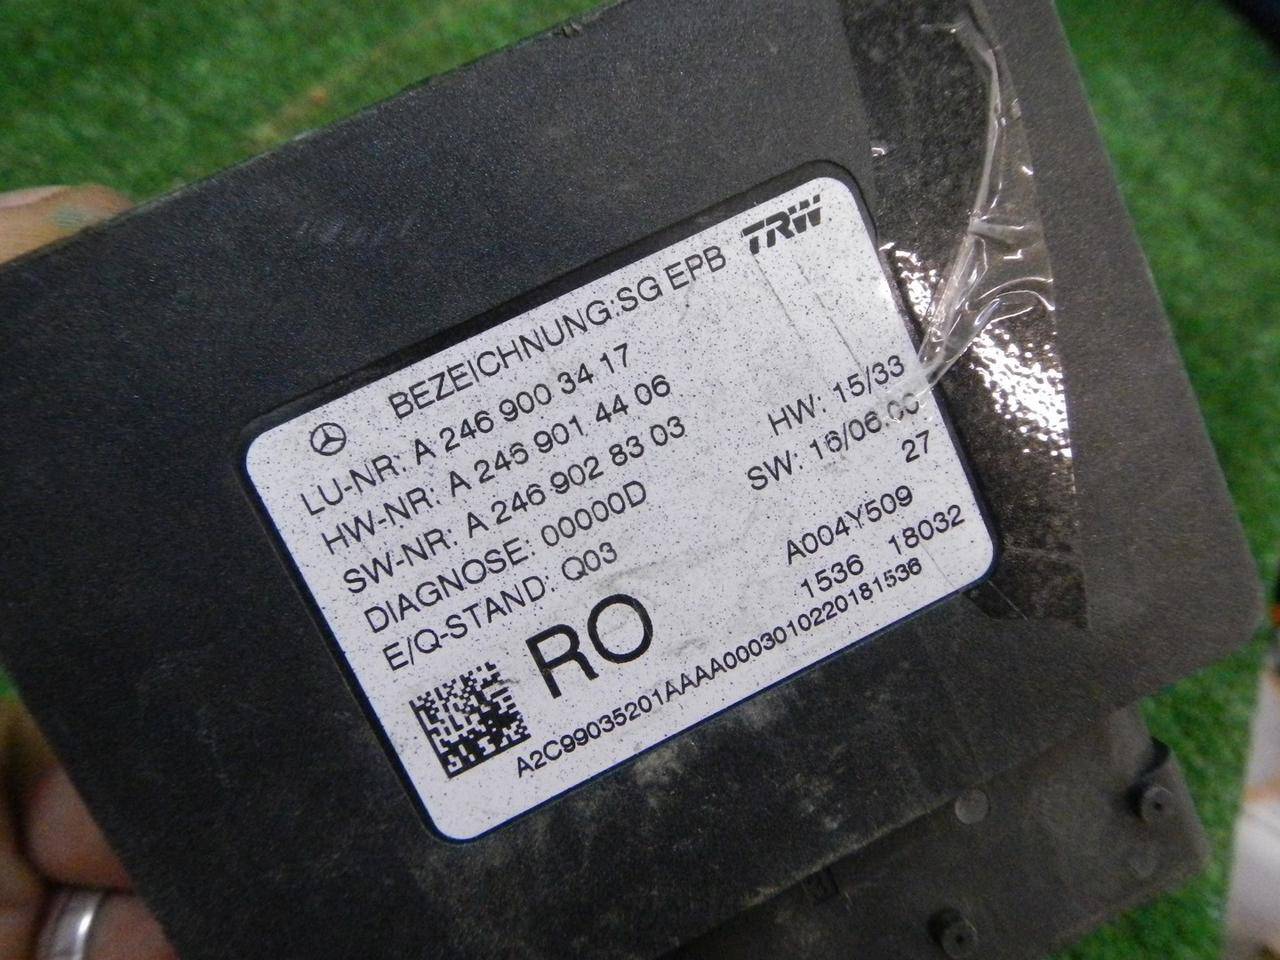 TRW
BEZEICHNUNG:SG EPB
LU-NR: A 246 900 34 17
HW-NR: A 246 901 44 06 HW: 15/33
SW-NR: A 246 902 83 03 SW: 16/06.00
DIAGNOSE: 00000D 27
E/Q-STAND: Q03 A004Y509
RO 1536 18032
A2C99035201AAAA0003010220181536